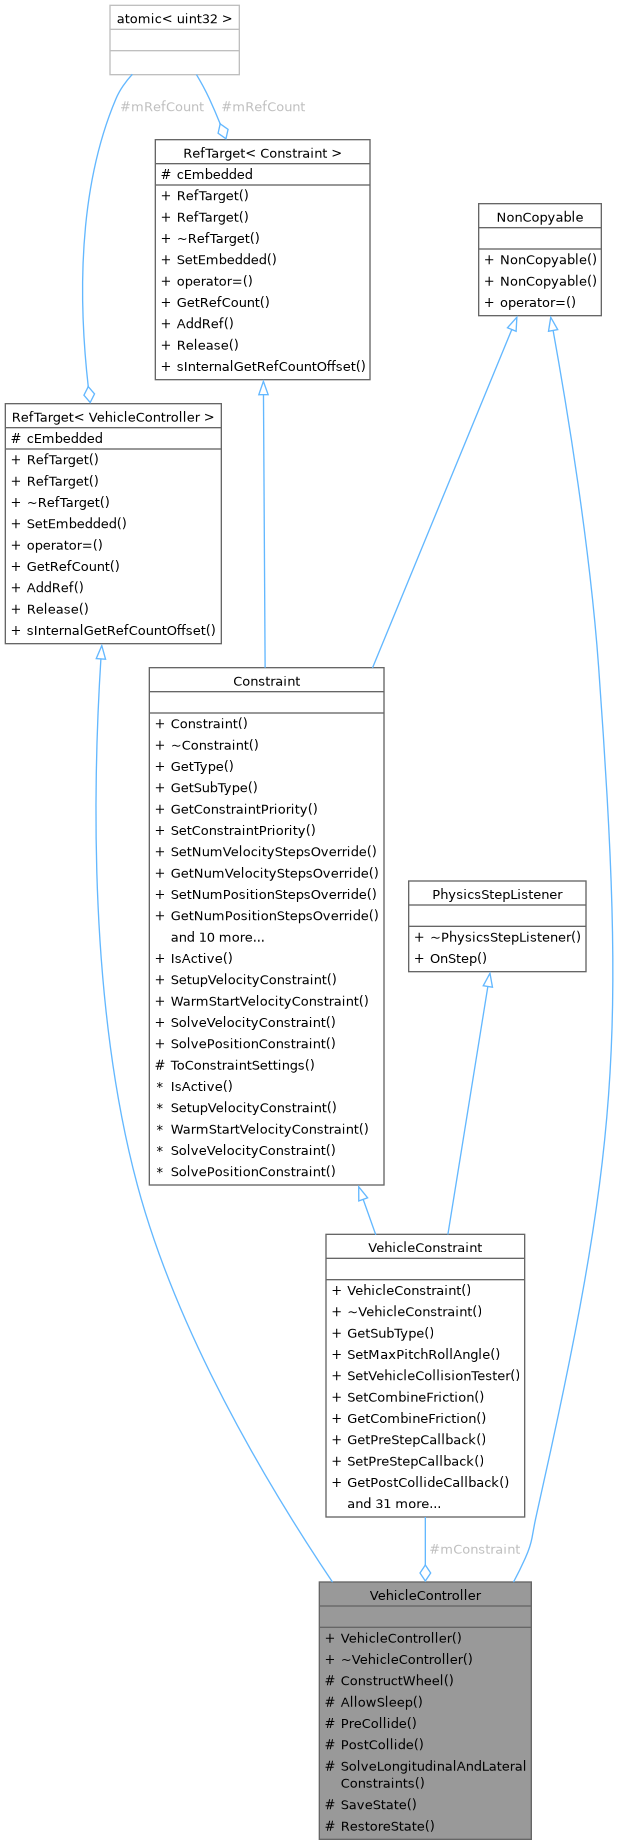 atomic< uint32 >
#mRefCount
#mRefCount
RefTarget< Constraint >
# cEmbedded
+ RefTarget()
+ RefTarget()
+ ~RefTarget()
+ SetEmbedded()
+ operator=()
+ GetRefCount()
+ AddRef()
+ Release()
+ sInternalGetRefCountOffset()
NonCopyable
+ NonCopyable()
+ NonCopyable()
+ operator=()
RefTarget< VehicleController >
# cEmbedded
+ RefTarget()
+ RefTarget()
+ ~RefTarget()
+ SetEmbedded()
+ operator=()
+ GetRefCount()
+ AddRef()
+ Release()
+ sInternalGetRefCountOffset()
Constraint
+ Constraint()
+ ~Constraint()
+ GetType()
+ GetSubType()
+ GetConstraintPriority()
+ SetConstraintPriority()
+ SetNumVelocityStepsOverride()
+ GetNumVelocityStepsOverride()
+ SetNumPositionStepsOverride()
+ GetNumPositionStepsOverride()
and 10 more...
+ IsActive()
+ SetupVelocityConstraint()
+ WarmStartVelocityConstraint()
+ SolveVelocityConstraint()
+ SolvePositionConstraint()
# ToConstraintSettings()
* IsActive()
* SetupVelocityConstraint()
* WarmStartVelocityConstraint()
* SolveVelocityConstraint()
* SolvePositionConstraint()
PhysicsStepListener
+ ~PhysicsStepListener()
+ OnStep()
VehicleConstraint
+ VehicleConstraint()
+ ~VehicleConstraint()
+ GetSubType()
+ SetMaxPitchRollAngle()
+ SetVehicleCollisionTester()
+ SetCombineFriction()
+ GetCombineFriction()
+ GetPreStepCallback()
+ SetPreStepCallback()
+ GetPostCollideCallback()
and 31 more...
#mConstraint
VehicleController
+ VehicleController()
+ ~VehicleController()
# ConstructWheel()
# AllowSleep()
# PreCollide()
# PostCollide()
# SolveLongitudinalAndLateral
Constraints()
# SaveState()
# RestoreState()